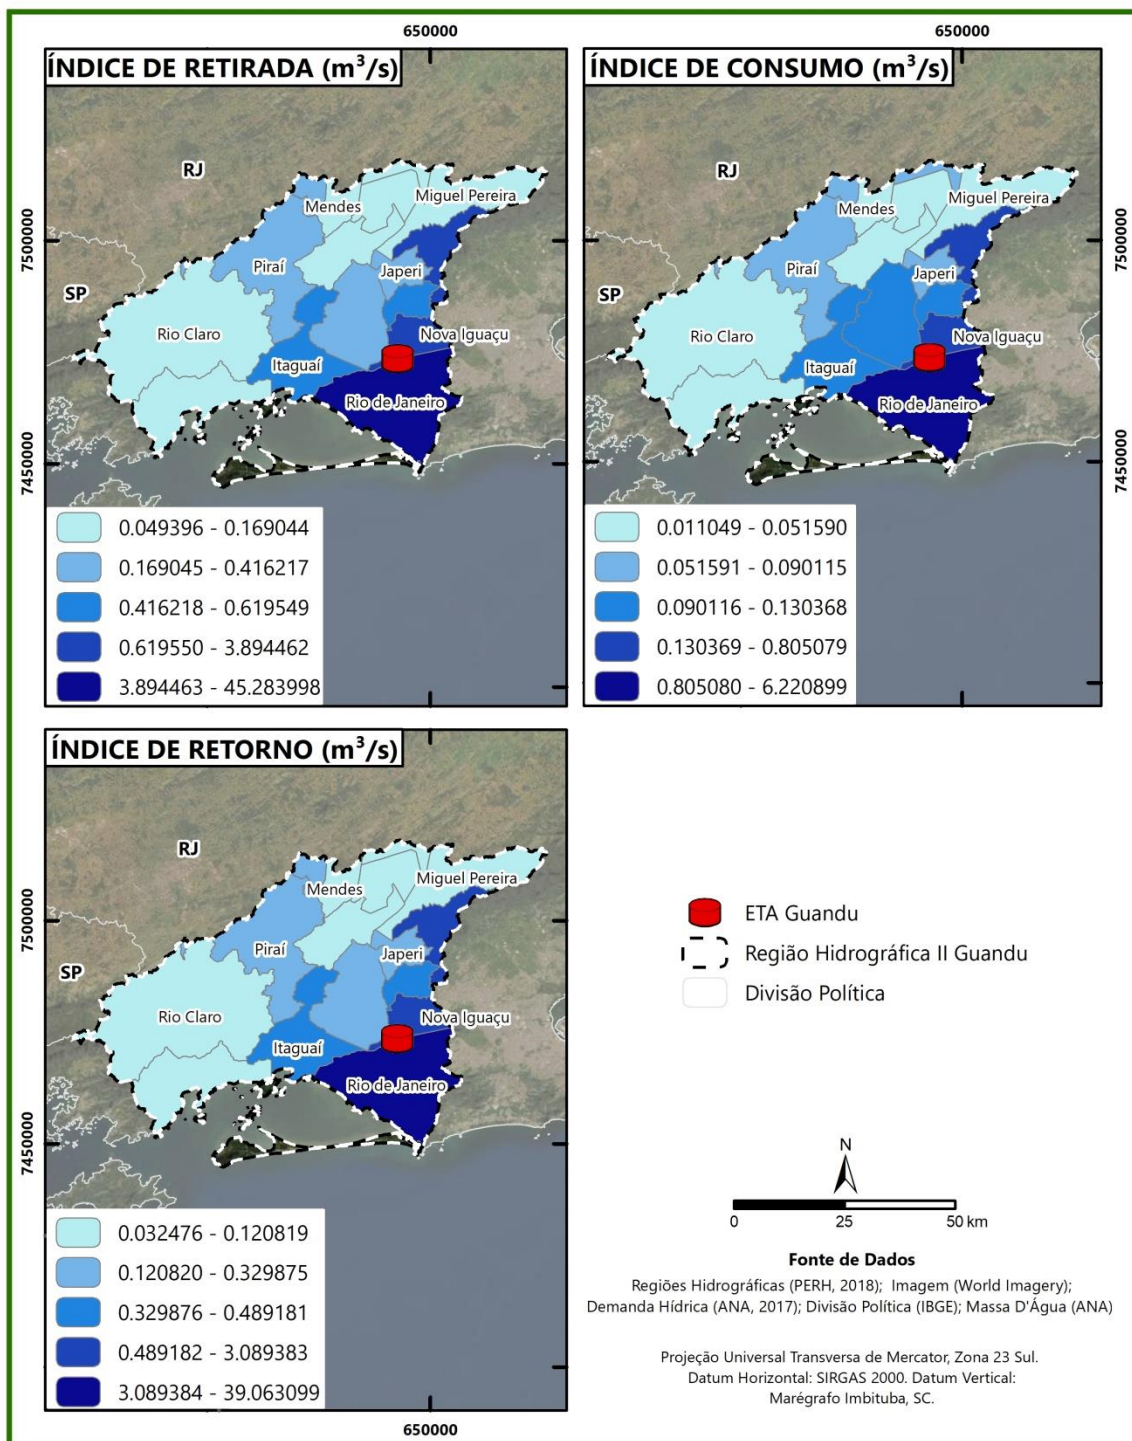 650000
650000
ÍNDICE DE RETIRADA (m³/s)
ÍNDICE DE CONSUMO (m³/s)
RJ
Mendes
Miguel Pereira
7500000
Piraí
Japeri
SP
Rio Claro
Nova Iguaçu
Itaguaí
Rio de Janeiro
7450000
0.049396 - 0.169044
0.169045 - 0.416217
0.416218 - 0.619549
0.619550 - 3.894462
3.894463 - 45.283998
RJ
Mendes
Miguel Pereira
7500000
Piraí
Japeri
SP
Rio Claro
Nova Iguaçu
Itaguaí
Rio de Janeiro
7450000
0.011049 - 0.051590
0.051591 - 0.090115
0.090116 - 0.130368
0.130369 - 0.805079
0.805080 - 6.220899
ÍNDICE DE RETORNO (m³/s)
RJ
Mendes
Miguel Pereira
7500000
Piraí
Japeri
SP
Rio Claro
Nova Iguaçu
Itaguaí
Rio de Janeiro
7450000
0.032476 - 0.120819
0.120820 - 0.329875
0.329876 - 0.489181
0.489182 - 3.089383
3.089384 - 39.063099
650000
ETA Guandu
Região Hidrográfica II Guandu
Divisão Política
N
0 25 50 km
Fonte de Dados
Regiões Hidrográficas (PERH, 2018); Imagem (World Imagery);
Demanda Hídrica (ANA, 2017); Divisão Política (IBGE); Massa D'Água (ANA)
Projeção Universal Transversa de Mercator, Zona 23 Sul.
Datum Horizontal: SIRGAS 2000. Datum Vertical:
Marégrafo Imbituba, SC.